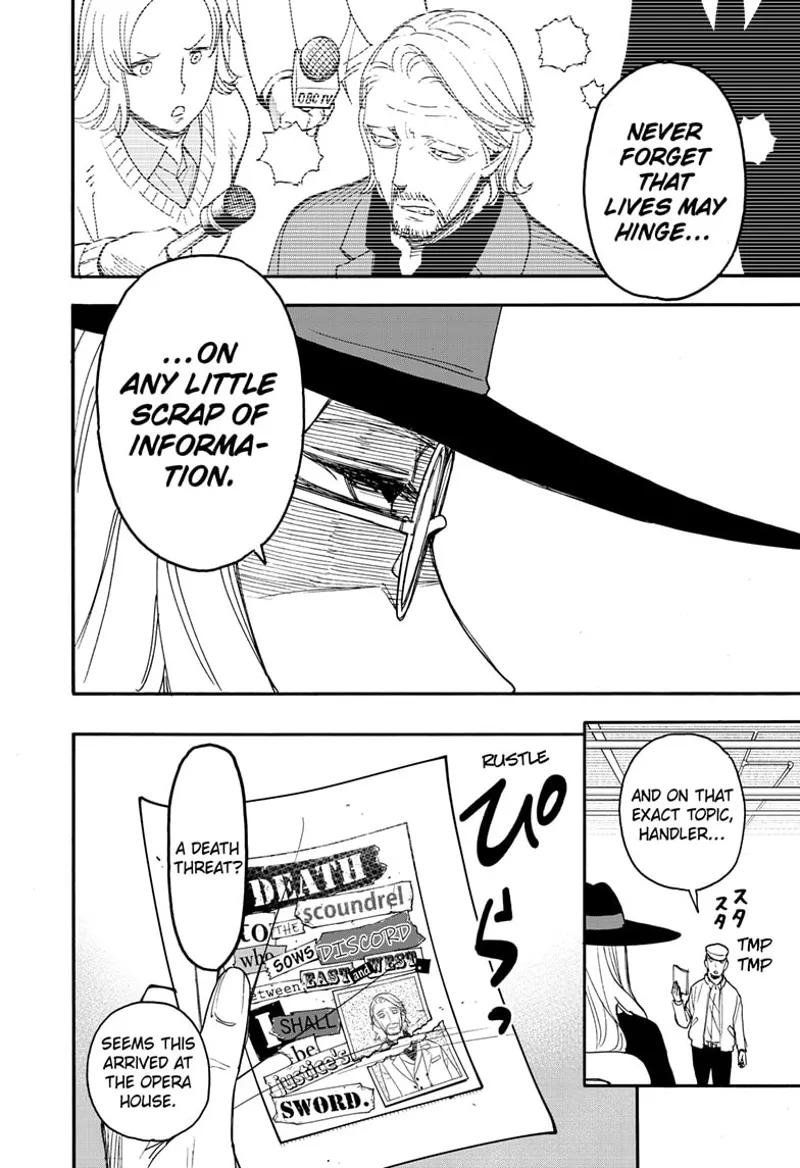 OBC TV
NEVER
FORGET
THAT
LIVES MAY
HINGE...
...ON
ANY LITTLE
SCRAP OF
INFORMA-
TION.
AND ON THAT
EXACT TOPIC,
HANDLER...
スタ
スタ
TMP
TMP
RUSTLE
ぴらっ
A DEATH
THREAT?
DEATH
to THE scoundrel
who SOWS DISCORD
between EAST and WEST.
I SHALL
be
justice's
SWORD.
SEEMS THIS
ARRIVED AT
THE OPERA
HOUSE.